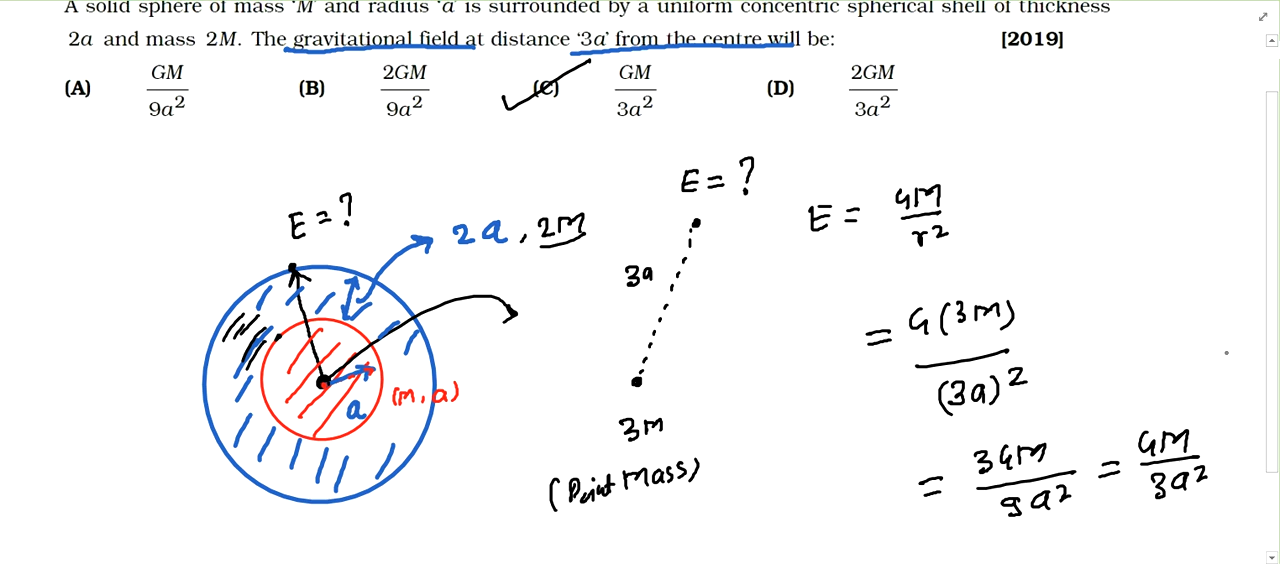 A solid sphere of mass 'M' and radius 'a' is surrounded by a uniform concentric spherical shell of thickness
2a and mass 2M. The gravitational field at distance '3a' from the centre will be: [2019]
(A) GM/9a² (B) 2GM/9a² (C) GM/3a² (D) 2GM/3a²
E = ?
2a, 2M
a
(M, a)
E = ?
3a
3M
(Point Mass)
E = GM/r²
= G(3M)/(3a)²
= 3GM/9a² = GM/3a²